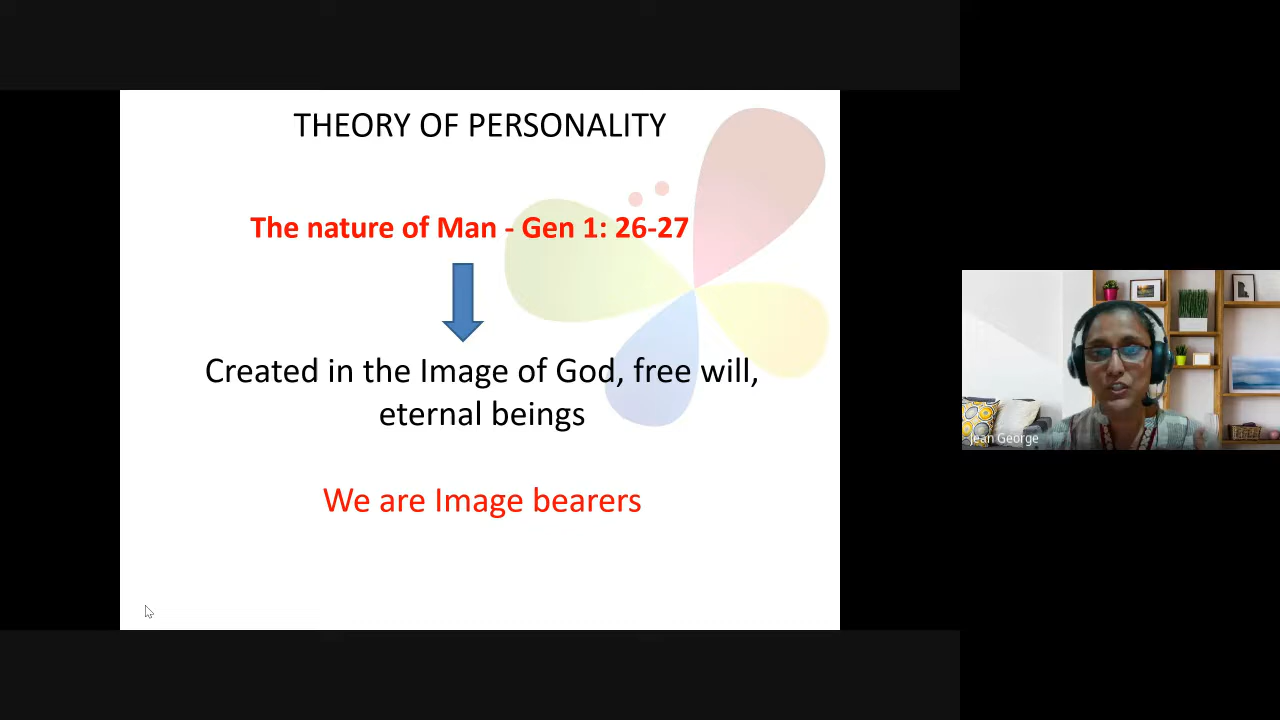 THEORY OF PERSONALITY
The nature of Man - Gen 1: 26-27
Created in the Image of God, free will,
eternal beings
We are Image bearers
Jean George